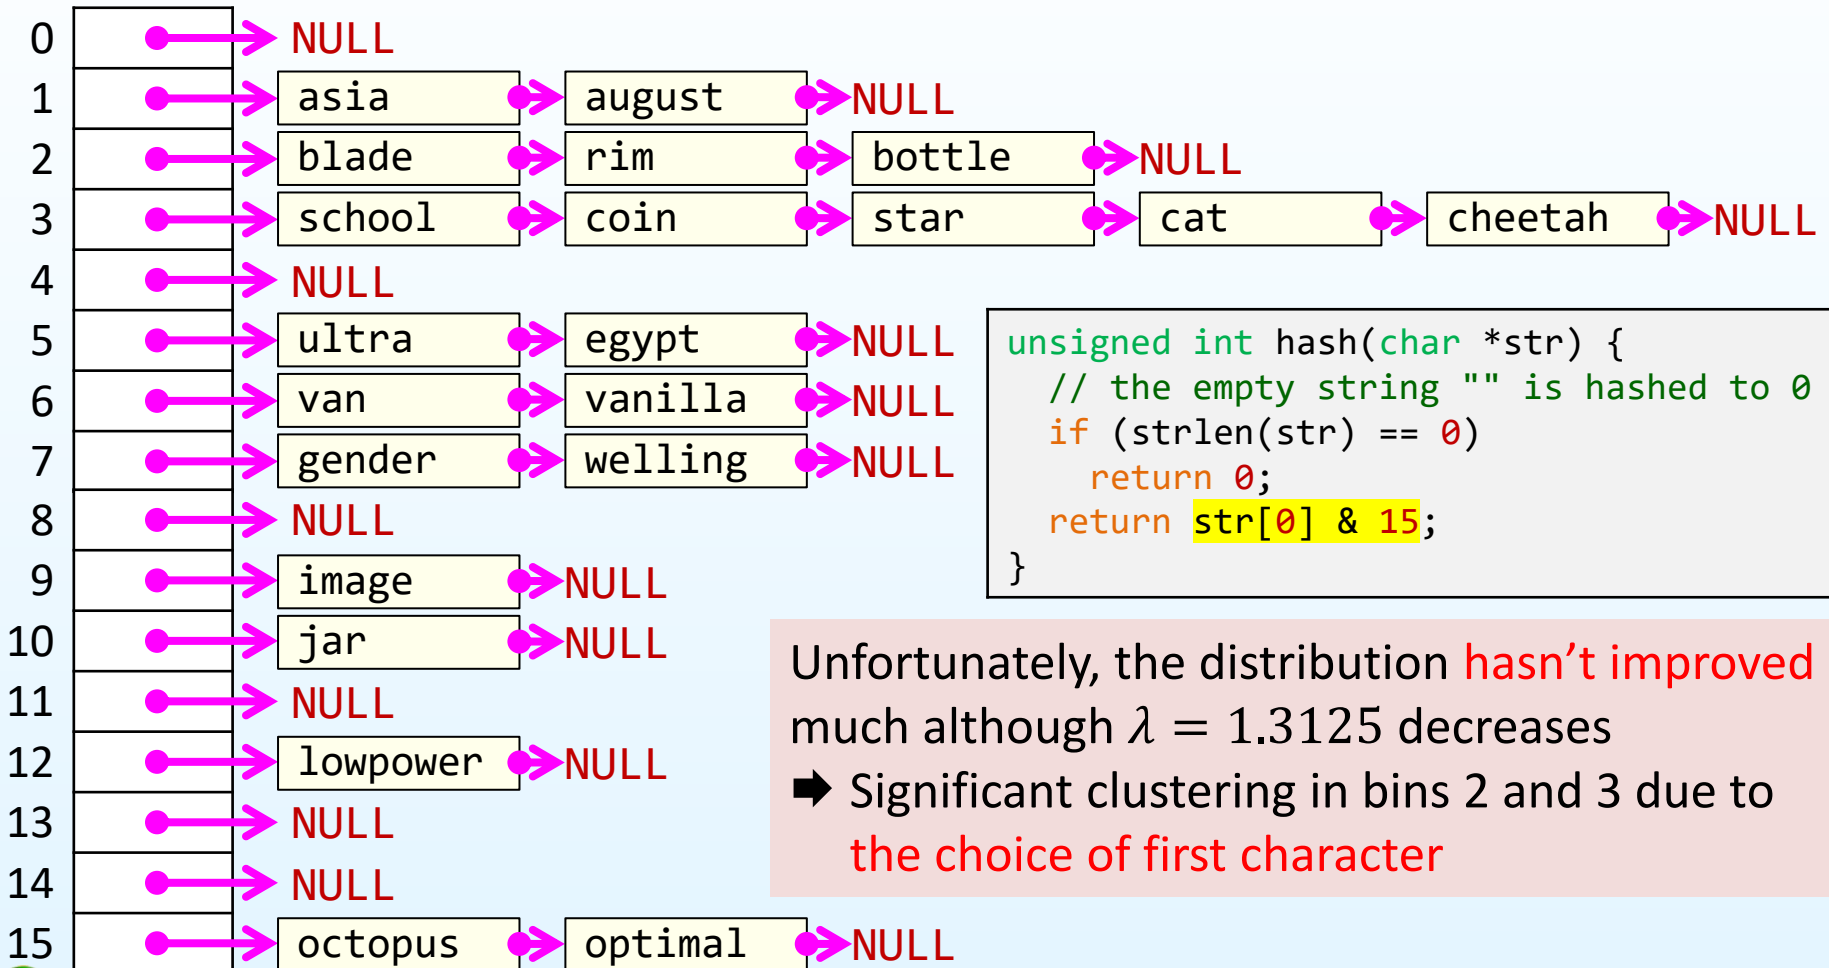 0 NULL
1 asia august NULL
2 blade rim bottle NULL
3 school coin star cat cheetah NULL
4 NULL
5 ultra egypt NULL
6 van vanilla NULL
7 gender welling NULL
8 NULL
9 image NULL
10 jar NULL
11 NULL
12 lowpower NULL
13 NULL
14 NULL
15 octopus optimal NULL
unsigned int hash(char *str) {
// the empty string "" is hashed to 0
if (strlen(str) == 0)
return 0;
return str[0] & 15;
}
Unfortunately, the distribution hasn't improved
much although λ = 1.3125 decreases
➡ Significant clustering in bins 2 and 3 due to
the choice of first character